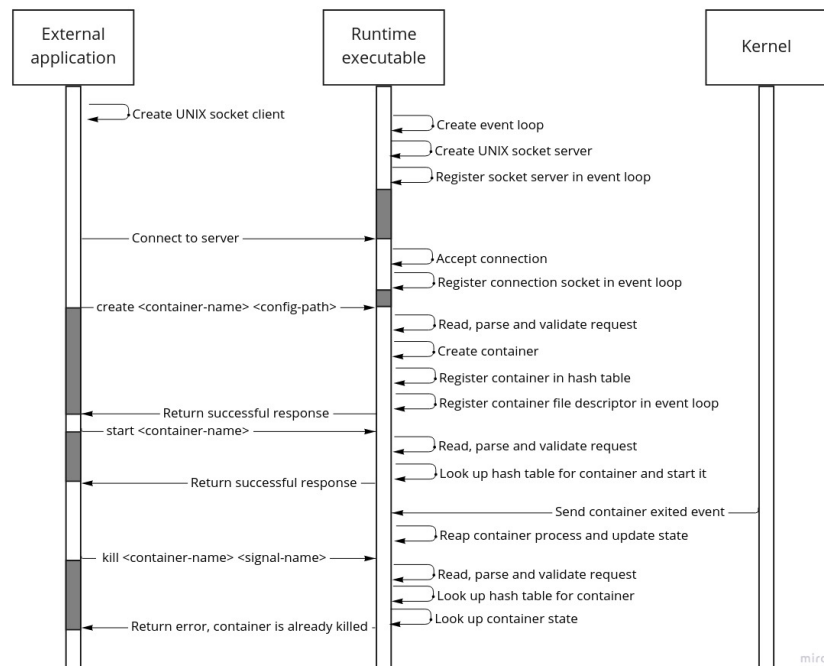 External
application
Runtime
executable
Kernel
Create UNIX socket client
Create event loop
Create UNIX socket server
Register socket server in event loop
Connect to server
Accept connection
Register connection socket in event loop
create <container-name> <config-path>
Read, parse and validate request
Create container
Register container in hash table
Register container file descriptor in event loop
Return successful response
start <container-name>
Read, parse and validate request
Look up hash table for container and start it
Return successful response
Send container exited event
Reap container process and update state
kill <container-name> <signal-name>
Read, parse and validate request
Look up hash table for container
Look up container state
Return error, container is already killed
miro